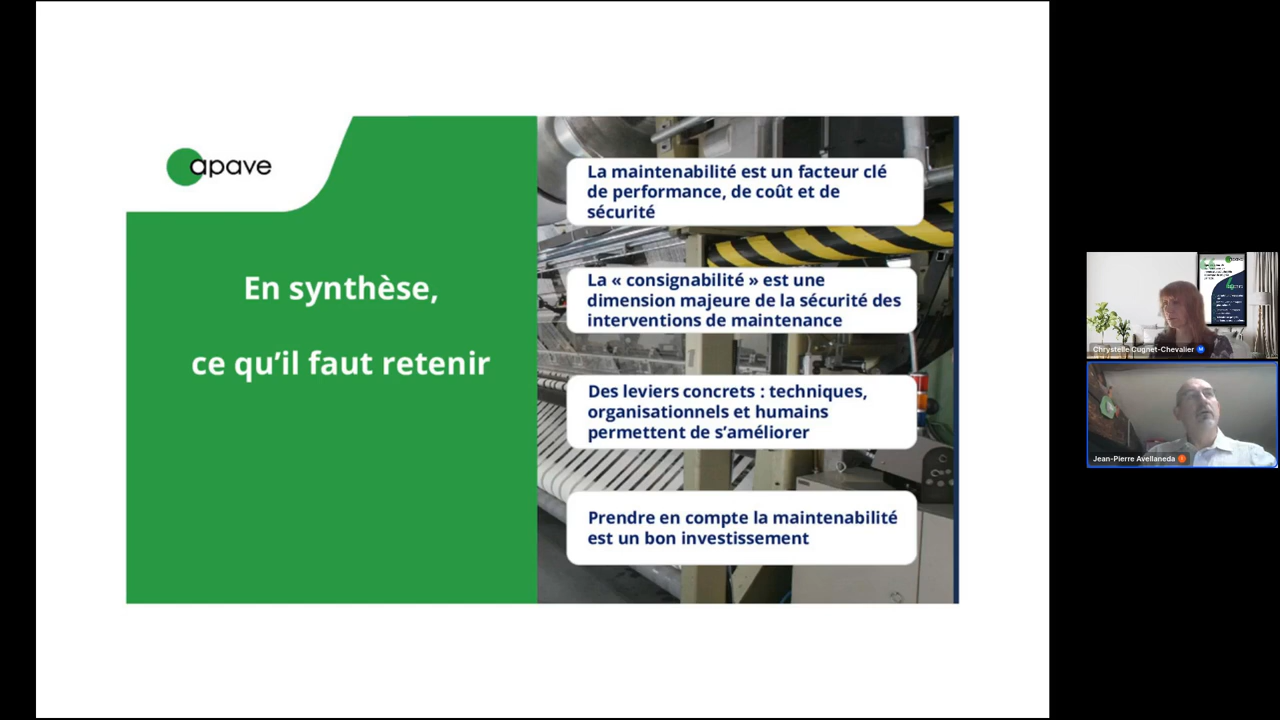 apave
En synthèse,
ce qu’il faut retenir
La maintenabilité est un facteur clé
de performance, de coût et de
sécurité
La « consignabilité » est une
dimension majeure de la sécurité des
interventions de maintenance
Des leviers concrets : techniques,
organisationnels et humains
permettent de s’améliorer
Prendre en compte la maintenabilité
est un bon investissement
Chrystelle Cugnet-Chevalier
Jean-Pierre Avellaneda